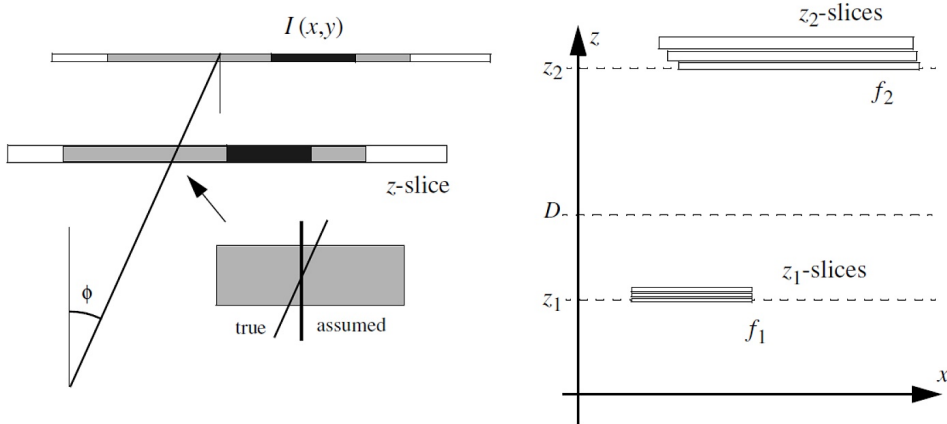 I (x,y)
z-slice
ϕ
true
assumed
z₂-slices
z
z₂
f₂
D
z₁-slices
z₁
f₁
x